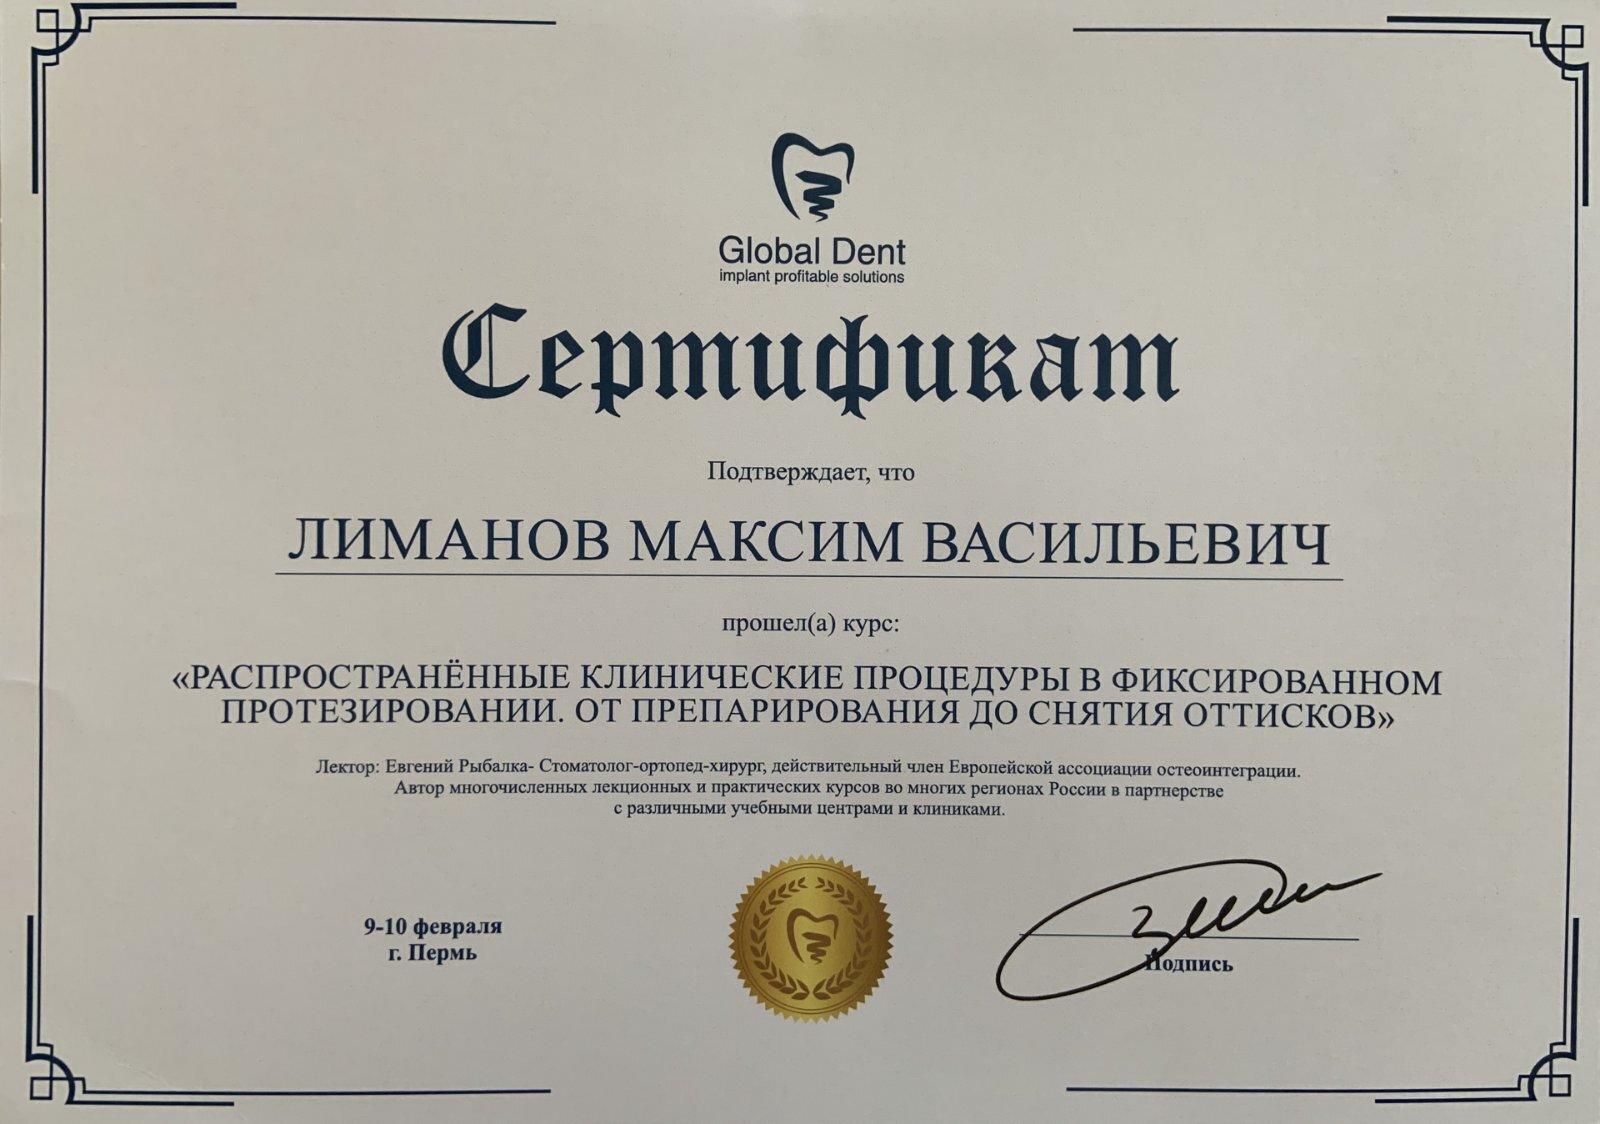 Global Dent
implant profitable solutions
Сертификат
Подтверждает, что
ЛИМАНОВ МАКСИМ ВАСИЛЬЕВИЧ
прошел(а) курс:
«РАСПРОСТРАНЁННЫЕ КЛИНИЧЕСКИЕ ПРОЦЕДУРЫ В ФИКСИРОВАННОМ
ПРОТЕЗИРОВАНИИ. ОТ ПРЕПАРИРОВАНИЯ ДО СНЯТИЯ ОТТИСКОВ»
Лектор: Евгений Рыбалка- Стоматолог-ортопед-хирург, действительный член Европейской ассоциации остеоинтеграции.
Автор многочисленных лекционных и практических курсов во многих регионах России в партнерстве
с различными учебными центрами и клиниками.
9-10 февраля
г. Пермь
Подпись